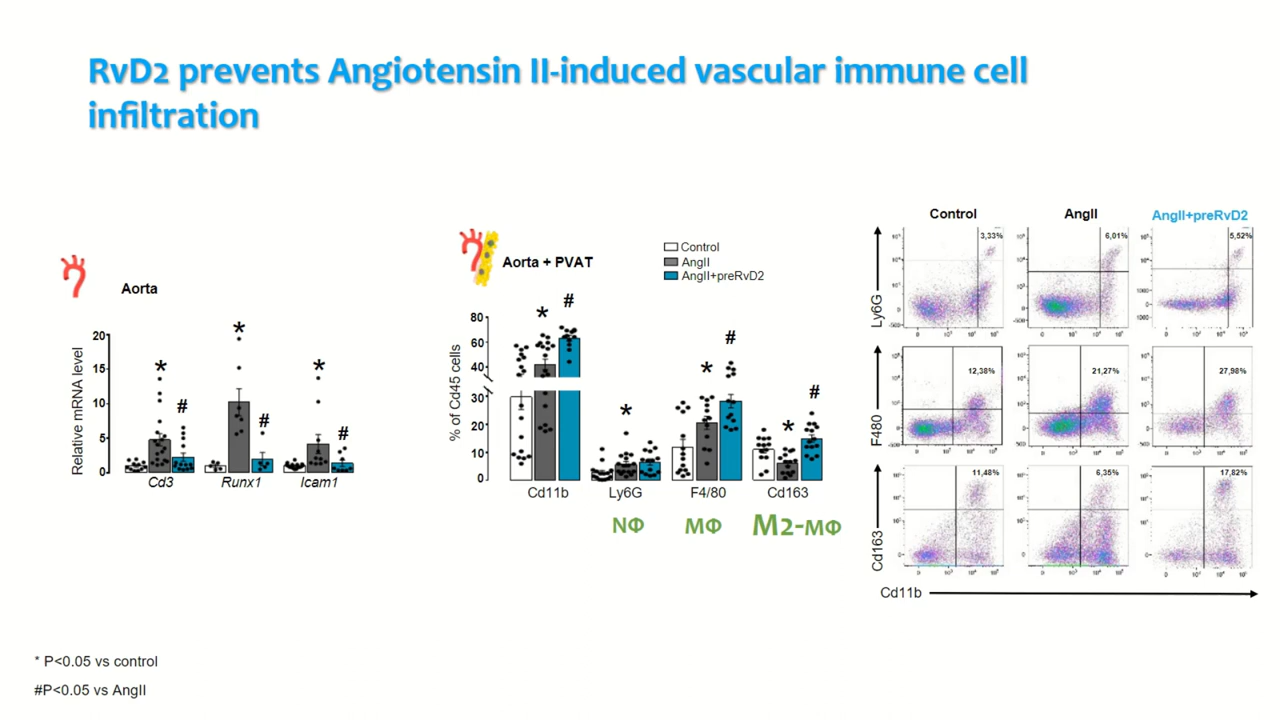 RvD2 prevents Angiotensin II-induced vascular immune cell
infiltration
Aorta
Relative mRNA level
20
15
10
5
0
*
#
*
#
*
#
Cd3
Runx1
Icam1
Aorta + PVAT
Control
AngII
AngII+preRvD2
% of Cd45 cells
80
60
40
30
20
10
0
*
#
*
*
#
*
#
Cd11b
Ly6G
F4/80
Cd163
NΦ
MΦ
M2-MΦ
Control
AngII
AngII+preRvD2
Ly6G
3,33%
6,01%
5,52%
F480
12,38%
21,27%
27,98%
Cd163
11,48%
6,35%
17,82%
Cd11b
* P<0.05 vs control
#P<0.05 vs AngII